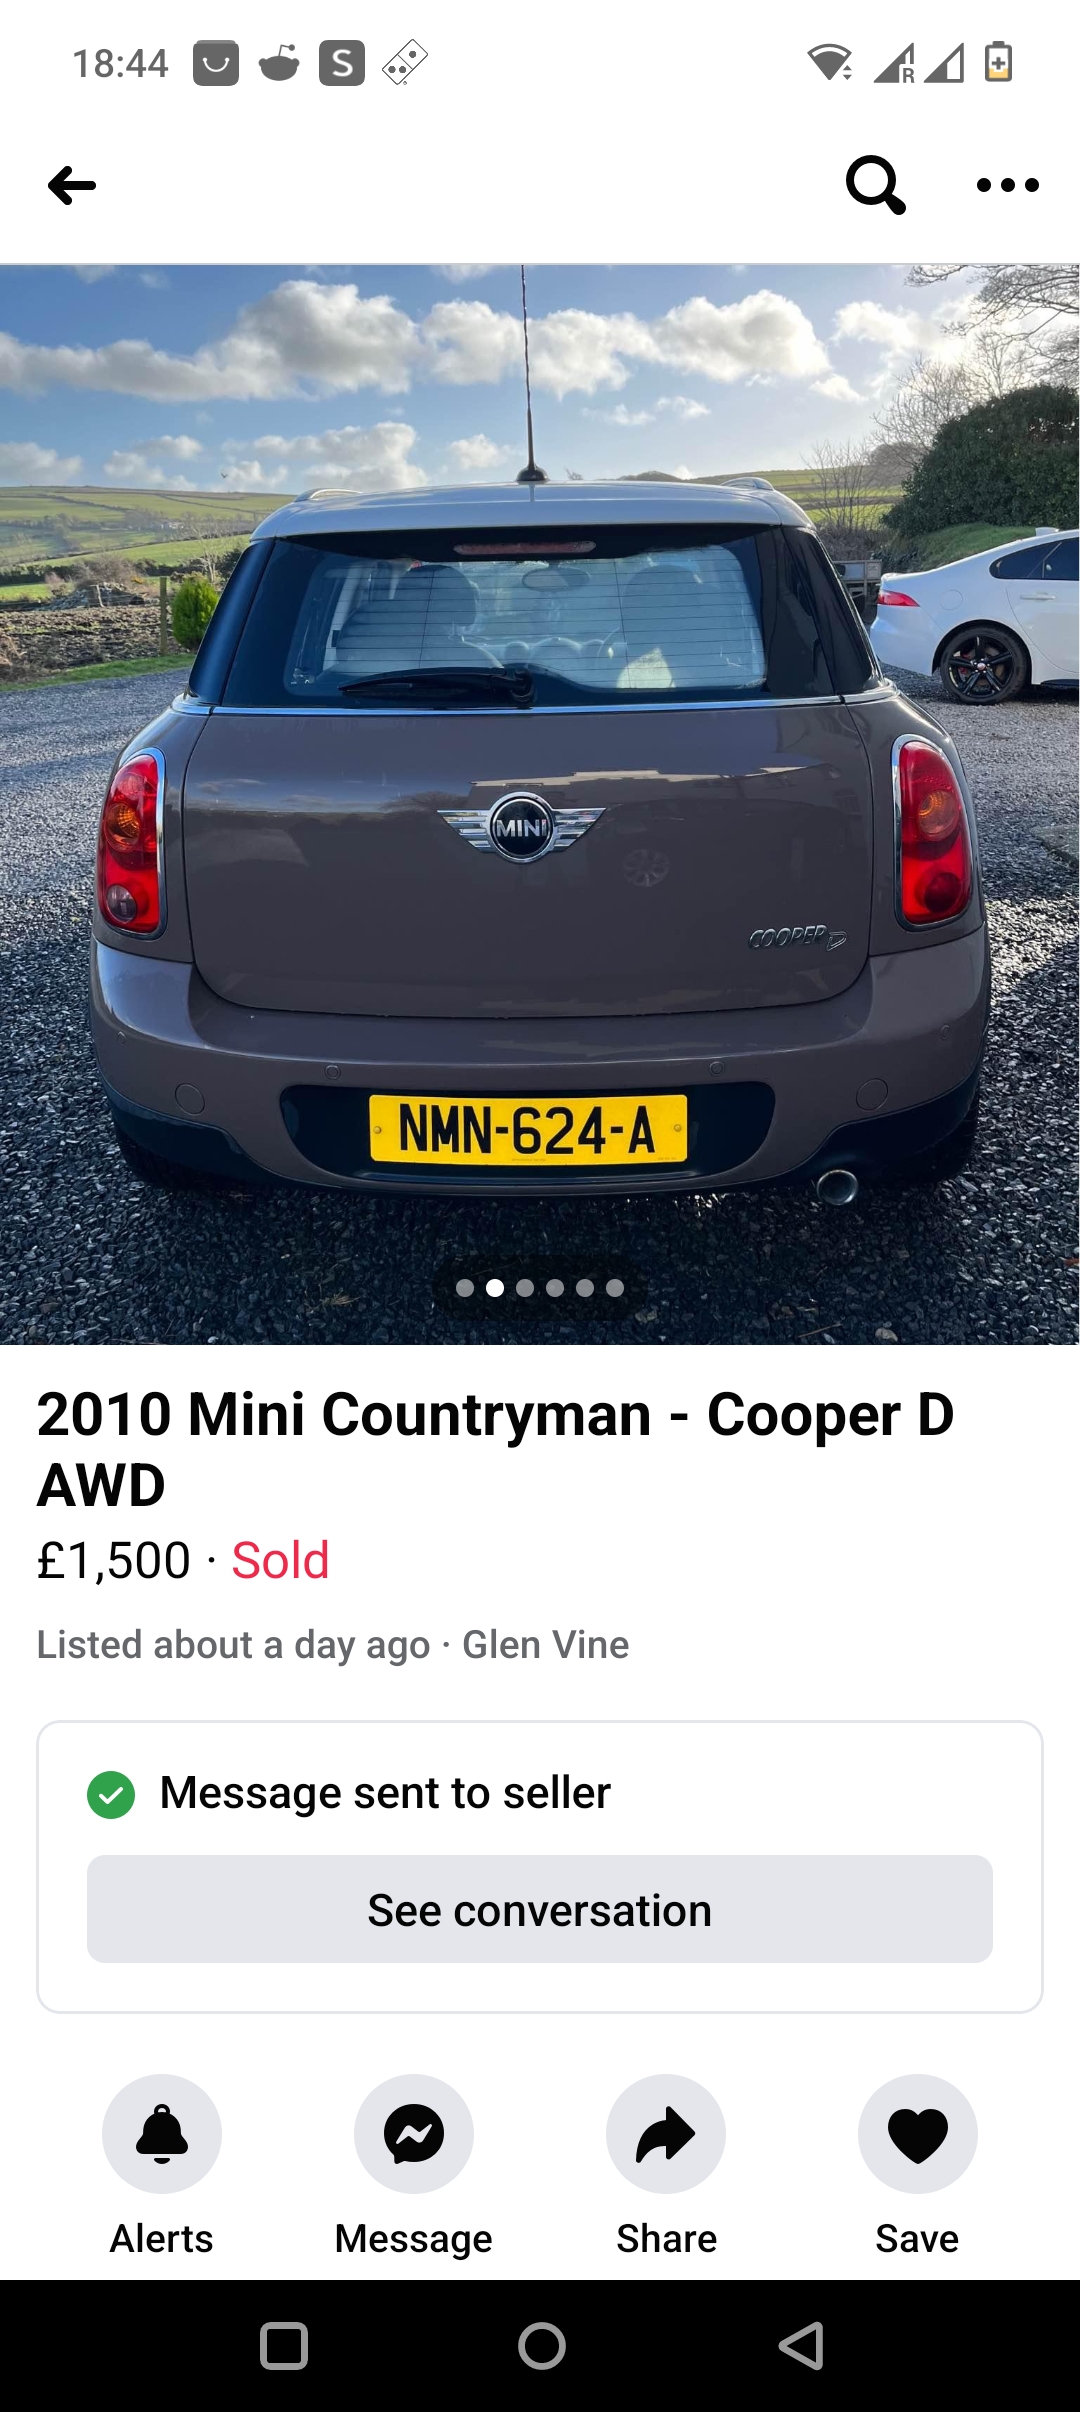 18:44
S
R
MINI
COOPER D
NMN-624-A
2010 Mini Countryman - Cooper D
AWD
£1,500 · Sold
Listed about a day ago · Glen Vine
Message sent to seller
See conversation
Alerts
Message
Share
Save